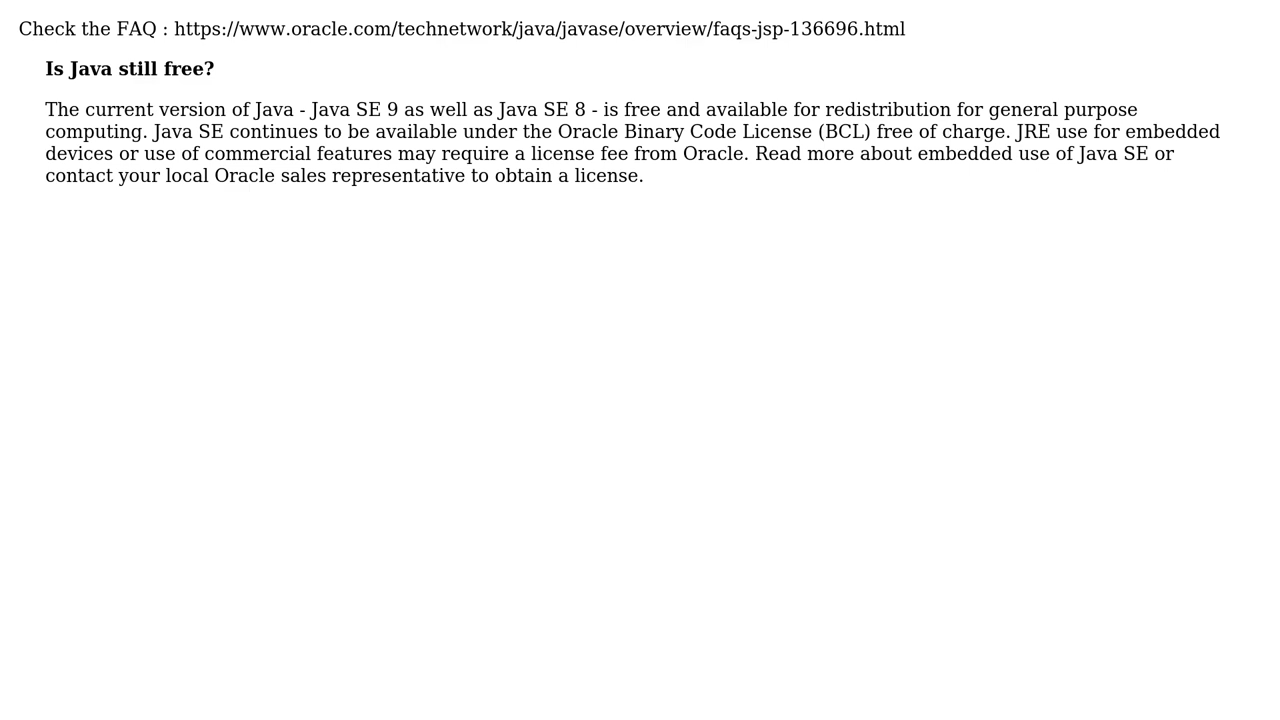 Check the FAQ : https://www.oracle.com/technetwork/java/javase/overview/faqs-jsp-136696.html
Is Java still free?
The current version of Java - Java SE 9 as well as Java SE 8 - is free and available for redistribution for general purpose
computing. Java SE continues to be available under the Oracle Binary Code License (BCL) free of charge. JRE use for embedded
devices or use of commercial features may require a license fee from Oracle. Read more about embedded use of Java SE or
contact your local Oracle sales representative to obtain a license.